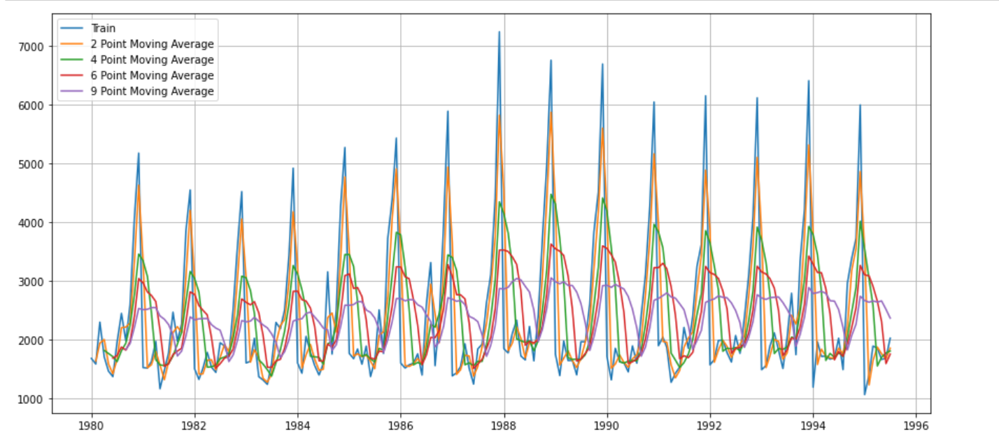 Train
2 Point Moving Average
4 Point Moving Average
6 Point Moving Average
9 Point Moving Average
7000
6000
5000
4000
3000
2000
1000
1980 1982 1984 1986 1988 1990 1992 1994 1996